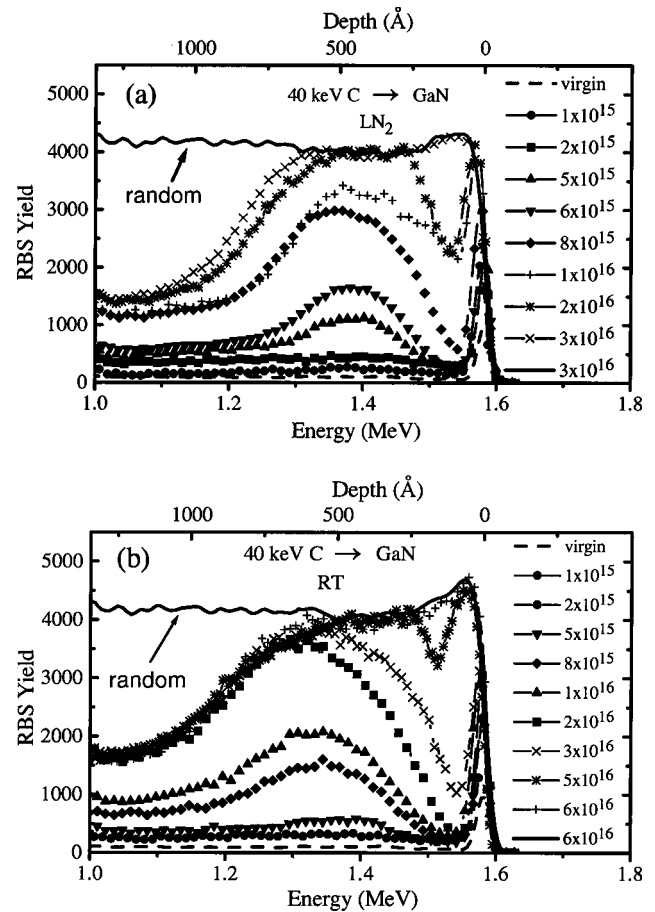 Depth (Å)
1000 500 0
(a)
40 keV C → GaN
LN2
random
5000
4000
3000
2000
1000
0
RBS Yield
1.0 1.2 1.4 1.6 1.8
Energy (MeV)
virgin
1x10^15
2x10^15
5x10^15
6x10^15
8x10^15
1x10^16
2x10^16
3x10^16
3x10^16
Depth (Å)
1000 500 0
(b)
40 keV C → GaN
RT
random
5000
4000
3000
2000
1000
0
RBS Yield
1.0 1.2 1.4 1.6 1.8
Energy (MeV)
virgin
1x10^15
2x10^15
5x10^15
8x10^15
1x10^16
2x10^16
3x10^16
5x10^16
6x10^16
6x10^16